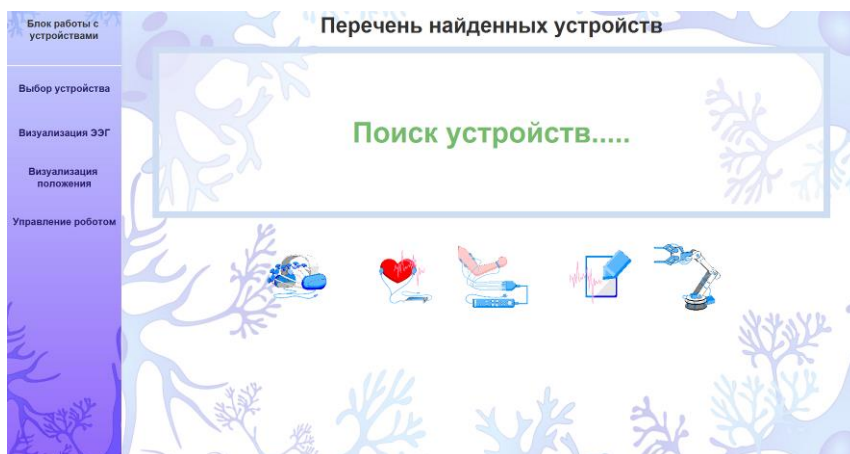 Блок работы с
устройствами
Выбор устройства
Визуализация ЭЭГ
Визуализация
положения
Управление роботом
Перечень найденных устройств
Поиск устройств.....